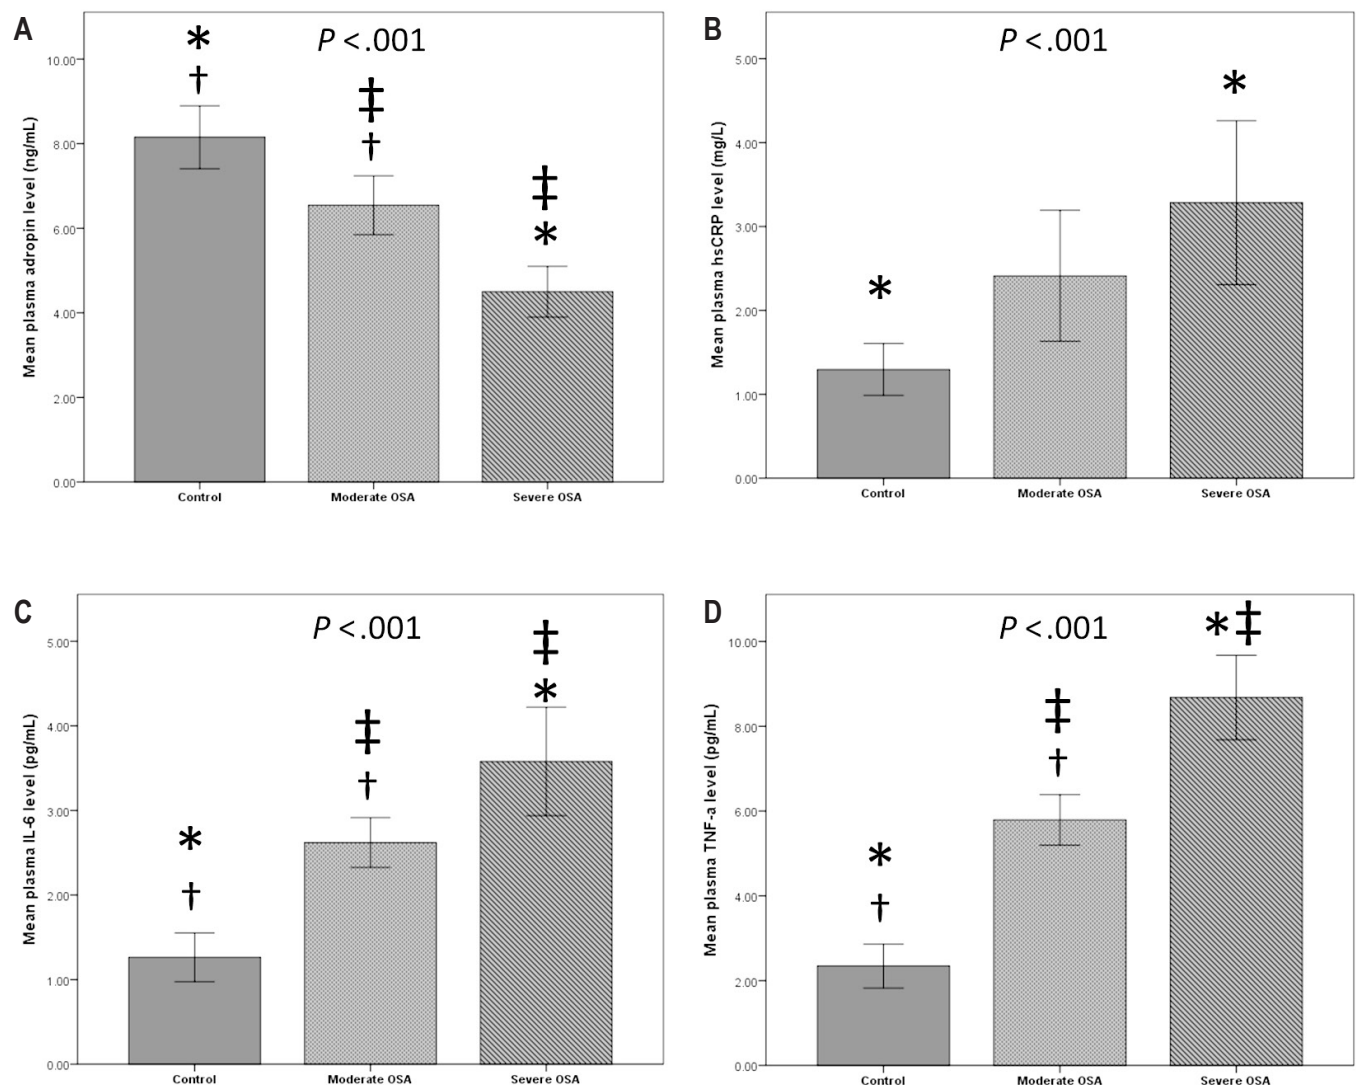 A
P < .001
*
†
‡
†
‡
*
Mean plasma adropin level (ng/mL)
10.00
8.00
6.00
4.00
2.00
0.00
Control Moderate OSA Severe OSA
B
P < .001
*
*
Mean plasma hsCRP level (mg/L)
5.00
4.00
3.00
2.00
1.00
0.00
Control Moderate OSA Severe OSA
C
P < .001
‡
*
‡
†
*
†
Mean plasma IL-6 level (pg/mL)
5.00
4.00
3.00
2.00
1.00
0.00
Control Moderate OSA Severe OSA
D
P < .001
* ‡
‡
†
*
†
Mean plasma TNF-a level (pg/mL)
10.00
8.00
6.00
4.00
2.00
0.00
Control Moderate OSA Severe OSA